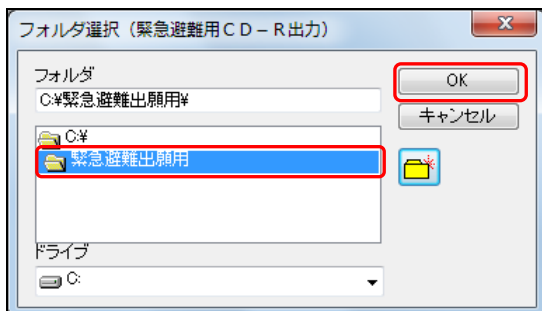 フォルダ選択(緊急避難用CD-R出力)
フォルダ
C:¥緊急避難出願用¥
OK
キャンセル
C:¥
緊急避難出願用
ドライブ
C: